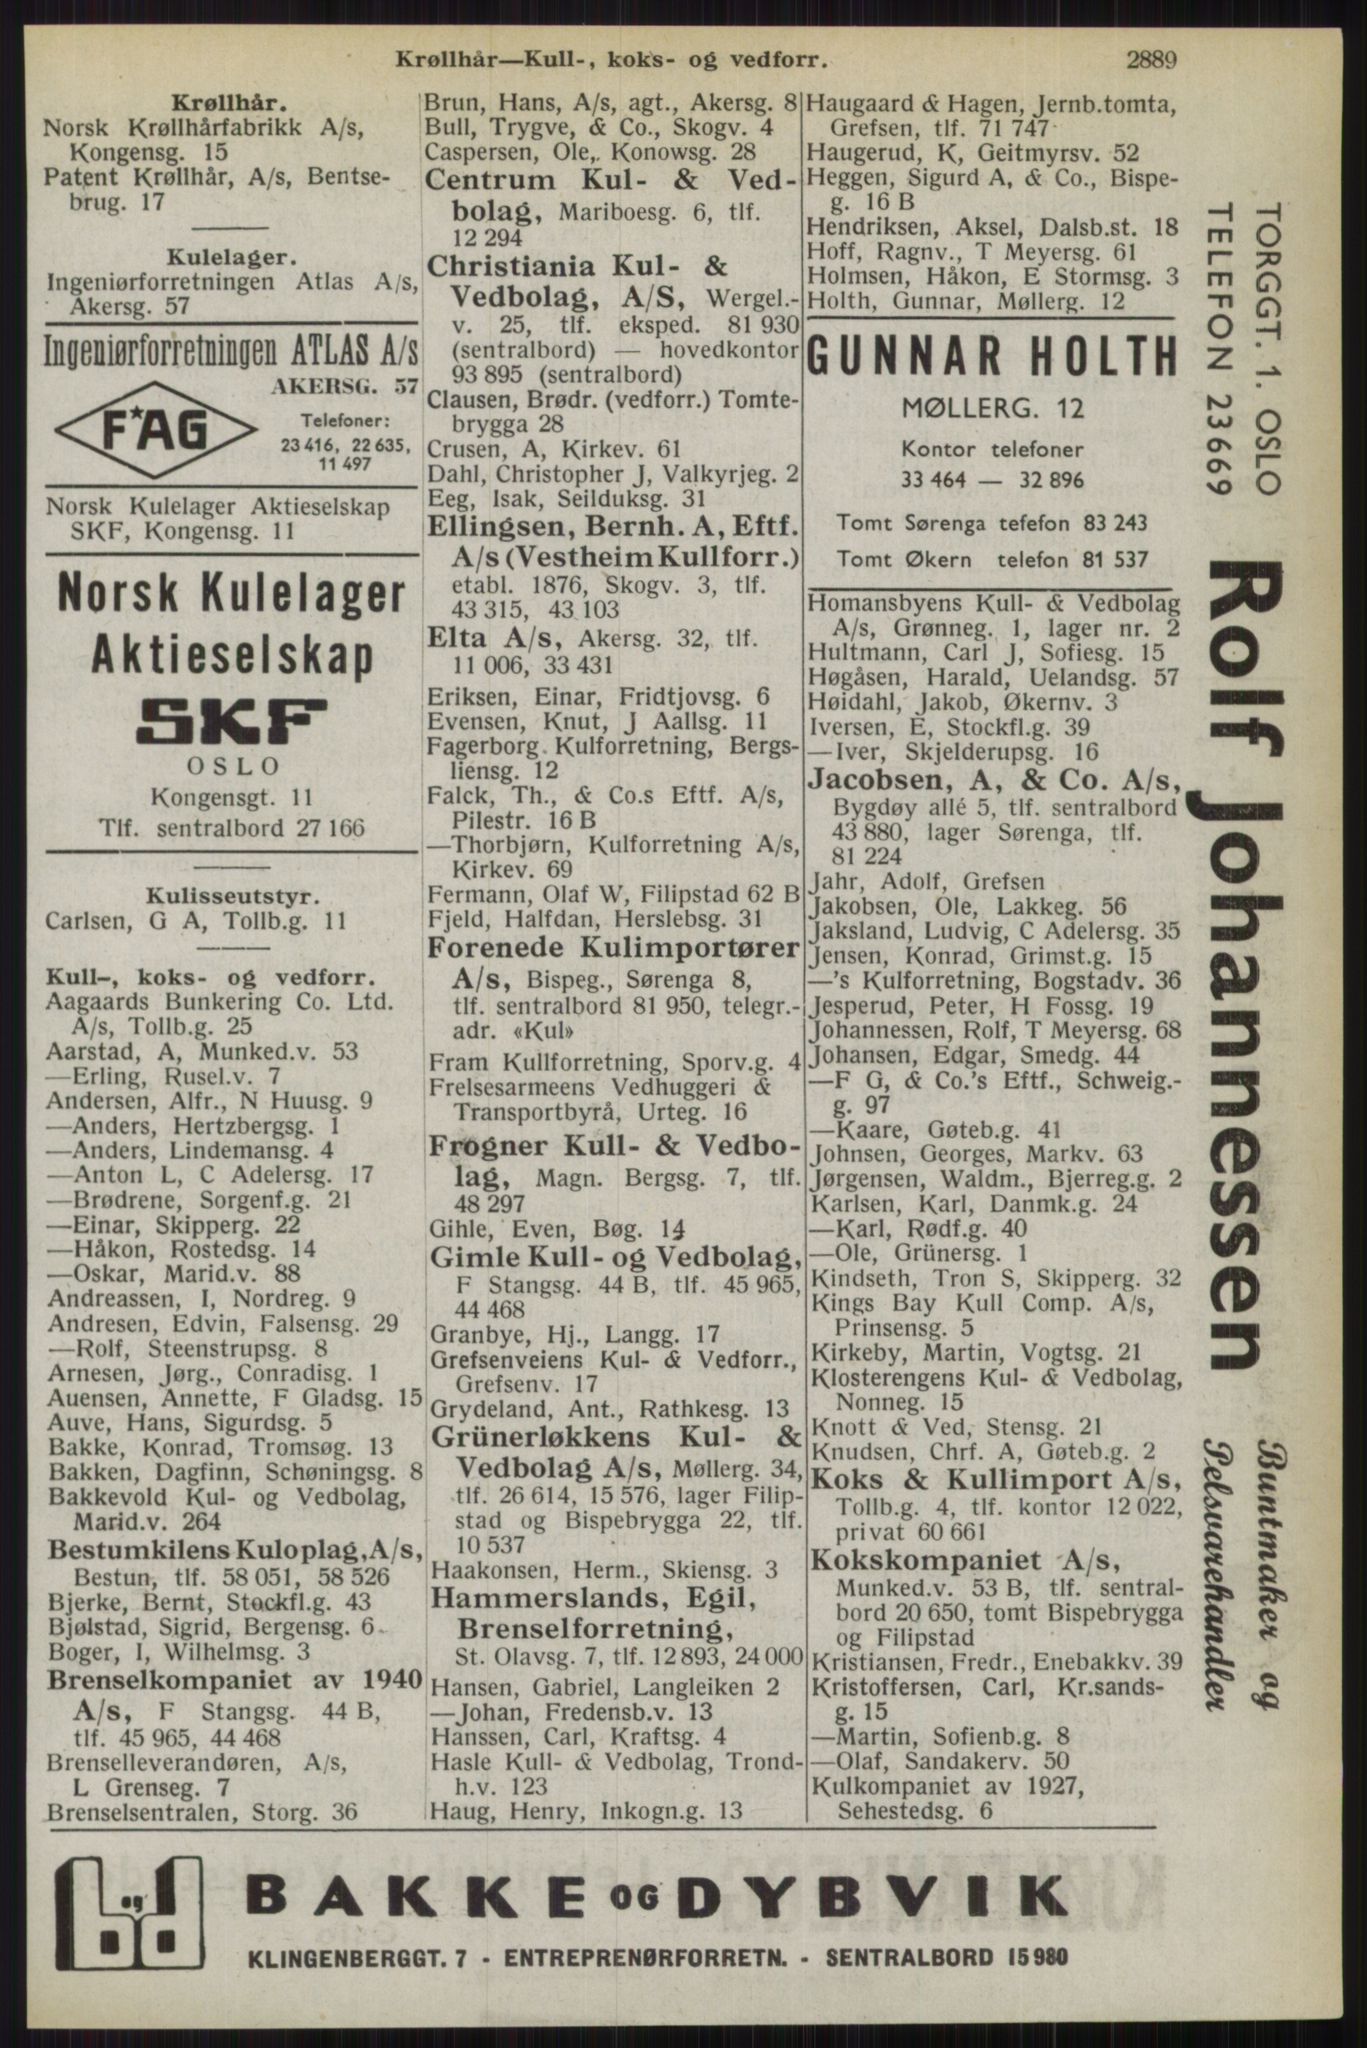 Krøllhår—Kull-, koks- og vedforr.
2889
Krøllhår.
Norsk Krøllhårfabrikk A/s,
Kongensg. 15
Patent Krøllhår, A/s, Bentse-
brug. 17
Kulelager.
Ingeniørforretningen Atlas A/s,
Akersg. 57
Ingeniørforretningen ATLAS A/s
AKERSG. 57
FAG
Telefoner:
23 416, 22 635,
11 497
Norsk Kulelager Aktieselskap
SKF, Kongensg. 11
Norsk Kulelager
Aktieselskap
SKF
OSLO
Kongensgt. 11
Tlf. sentralbord 27 166
Kulisseutstyr.
Carlsen, G A, Tollb.g. 11
Kull-, koks- og vedforr.
Aagaards Bunkering Co. Ltd.
A/s, Tollb.g. 25
Aarstad, A, Munked.v. 53
—Erling, Rusel.v. 7
Andersen, Alfr., N Huusg. 9
—Anders, Hertzbergsg. 1
—Anders, Lindemansg. 4
—Anton L, C Adelersg. 17
—Brødrene, Sorgenf.g. 21
—Einar, Skipperg. 22
—Håkon, Rostedsg. 14
—Oskar, Marid.v. 88
Andreassen, I, Nordreg. 9
Andresen, Edvin, Falsensg. 29
—Rolf, Steenstrupsg. 8
Arnesen, Jørg., Conradisg. 1
Auensen, Annette, F Gladsg. 15
Auve, Hans, Sigurdsg. 5
Bakke, Konrad, Tromsøg. 13
Bakken, Dagfinn, Schøningsg. 8
Bakkevold Kul- og Vedbolag,
Marid.v. 264
Bestumkilens Kuloplag, A/s,
Bestun, tlf. 58 051, 58 526
Bjerke, Bernt, Stockfl.g. 43
Bjølstad, Sigrid, Bergensg. 6
Boger, I, Wilhelmsg. 3
Brenselkompaniet av 1940
A/s, F Stangsg. 44 B,
tlf. 45 965, 44 468
Brenselleverandøren, A/s,
L Grenseg. 7
Brenselsentralen, Storg. 36
Brun, Hans, A/s, agt., Akersg. 8
Bull, Trygve, & Co., Skogv. 4
Caspersen, Ole, Konowsg. 28
Centrum Kul- & Ved-
bolag, Mariboesg. 6, tlf.
12 294
Christiania Kul- &
Vedbolag, A/S, Wergel.-
v. 25, tlf. eksped. 81 930
(sentralbord) — hovedkontor
93 895 (sentralbord)
Clausen, Brødr. (vedforr.) Tomte-
brygga 28
Crusen, A, Kirkev. 61
Dahl, Christopher J, Valkyrjeg. 2
Eeg, Isak, Seilduksg. 31
Ellingsen, Bernh. A, Eftf.
A/s (Vestheim Kullforr.)
etabl. 1876, Skogv. 3, tlf.
43 315, 43 103
Elta A/s, Akersg. 32, tlf.
11 006, 33 431
Eriksen, Einar, Fridtjovsg. 6
Evensen, Knut, J Aallsg. 11
Fagerborg Kulforretning, Bergs-
liensg. 12
Falck, Th., & Co.s Eftf. A/s,
Pilestr. 16 B
—Thorbjørn, Kulforretning A/s,
Kirkev. 69
Fermann, Olaf W, Filipstad 62 B
Fjeld, Halfdan, Herslebsg. 31
Forenede Kulimportører
A/s, Bispeg., Sørenga 8,
tlf. sentralbord 81 950, telegr.-
adr. «Kul»
Fram Kullforretning, Sporv.g. 4
Frelsesarmeens Vedhuggeri &
Transportbyrå, Urteg. 16
Frogner Kull- & Vedbo-
lag, Magn. Bergsg. 7, tlf.
48 297
Gihle, Even, Bøg. 14
Gimle Kull- og Vedbolag,
F Stangsg. 44 B, tlf. 45 965,
44 468
Granbye, Hj., Langg. 17
Grefsenveiens Kul- & Vedforr.,
Grefsenv. 17
Grydeland, Ant., Rathkesg. 13
Grünerløkkens Kul- &
Vedbolag A/s, Møllerg. 34,
tlf. 26 614, 15 576, lager Filip-
stad og Bispebrygga 22, tlf.
10 537
Haakonsen, Herm., Skiensg. 3
Hammerslands, Egil,
Brenselforretning,
St. Olavsg. 7, tlf. 12 893, 24 000
Hansen, Gabriel, Langleiken 2
—Johan, Fredensb.v. 13
Hanssen, Carl, Kraftsg. 4
Hasle Kull- & Vedbolag, Trond-
h.v. 123
Haug, Henry, Inkogn.g. 13
Haugaard & Hagen, Jernb.tomta,
Grefsen, tlf. 71 747
Haugerud, K, Geitmyrsv. 52
Heggen, Sigurd A, & Co., Bispe-
g. 16 B
Hendriksen, Aksel, Dalsb.st. 18
Hoff, Ragnv., T Meyersg. 61
Holmsen, Håkon, E Stormsg. 3
Holth, Gunnar, Møllerg. 12
GUNNAR HOLTH
MØLLERG. 12
Kontor telefoner
33 464 — 32 896
Tomt Sørenga tefefon 83 243
Tomt Økern telefon 81 537
Homansbyens Kull- & Vedbolag
A/s, Grønneg. 1, lager nr. 2
Hultmann, Carl J, Sofiesg. 15
Høgåsen, Harald, Uelandsg. 57
Høidahl, Jakob, Økernv. 3
Iversen, E, Stockfl.g. 39
—Iver, Skjelderupsg. 16
Jacobsen, A, & Co. A/s,
Bygdøy allé 5, tlf. sentralbord
43 880, lager Sørenga, tlf.
81 224
Jahr, Adolf, Grefsen
Jakobsen, Ole, Lakkeg. 56
Jaksland, Ludvig, C Adelersg. 35
Jensen, Konrad, Grimst.g. 15
—'s Kulforretning, Bogstadv. 36
Jesperud, Peter, H Fossg. 19
Johannessen, Rolf, T Meyersg. 68
Johansen, Edgar, Smedg. 44
—F G, & Co.'s Eftf., Schweig.-
g. 97
—Kaare, Gøteb.g. 41
Johnsen, Georges, Markv. 63
Jørgensen, Waldm., Bjerreg.g. 2
Karlsen, Karl, Danmk.g. 24
—Karl, Rødf.g. 40
—Ole, Grünersg. 1
Kindseth, Tron S, Skipperg. 32
Kings Bay Kull Comp. A/s,
Prinsensg. 5
Kirkeby, Martin, Vogtsg. 21
Klosterengens Kul- & Vedbolag,
Nonneg. 15
Knott & Ved, Stensg. 21
Knudsen, Chrf. A, Gøteb.g. 2
Koks & Kullimport A/s,
Tollb.g. 4, tlf. kontor 12 022,
privat 60 661
Kokskompaniet A/s,
Munked.v. 53 B, tlf. sentral-
bord 20 650, tomt Bispebrygga
og Filipstad
Kristiansen, Fredr., Enebakkv. 39
Kristoffersen, Carl, Kr.sands-
g. 15
—Martin, Sofienb.g. 8
—Olaf, Sandakerv. 50
Kulkompaniet av 1927,
Sehestedsg. 6
TORGGT. 1. OSLO
TELEFON 23669
Rolf Johannessen
Buntmaker og
Pelsvarehandler
BAKKE OG DYBVIK
KLINGENBERGGT. 7 - ENTREPRENØRFORRETN. - SENTRALBORD 15 980